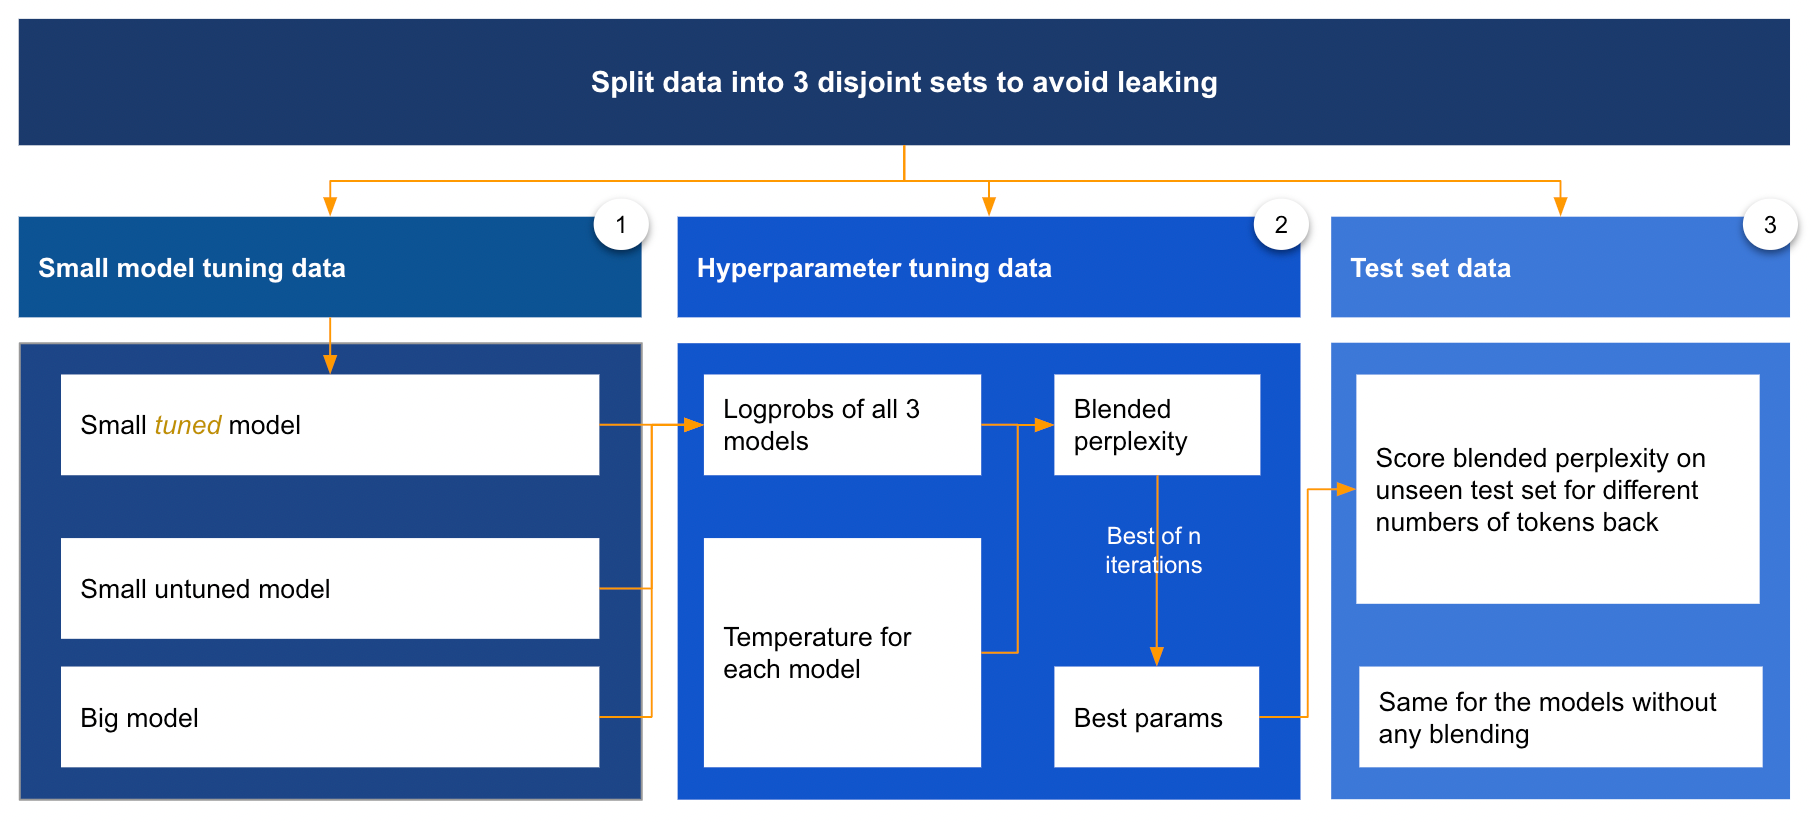 Split data into 3 disjoint sets to avoid leaking
1
Small model tuning data
2
Hyperparameter tuning data
3
Test set data
Small tuned model
Small untuned model
Big model
Logprobs of all 3
models
Temperature for
each model
Blended
perplexity
Best of n
iterations
Best params
Score blended perplexity on
unseen test set for different
numbers of tokens back
Same for the models without
any blending